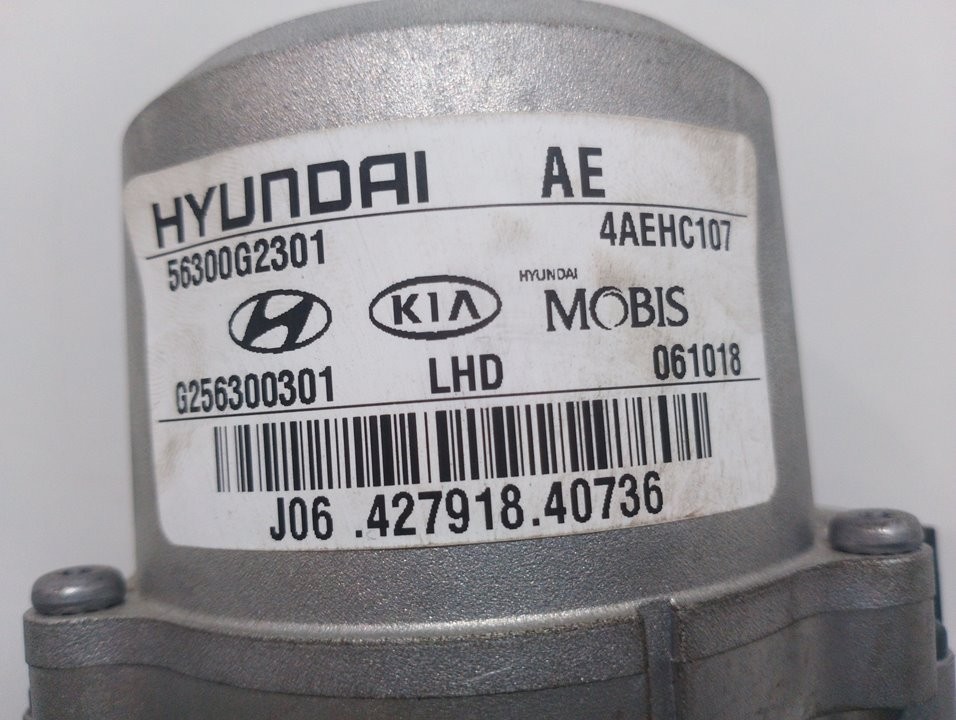 HYUNDAI AE
56300G2301 4AEHC107
KIA HYUNDAI
MOBIS
G256300301 LHD 061018
J06 .427918.40736